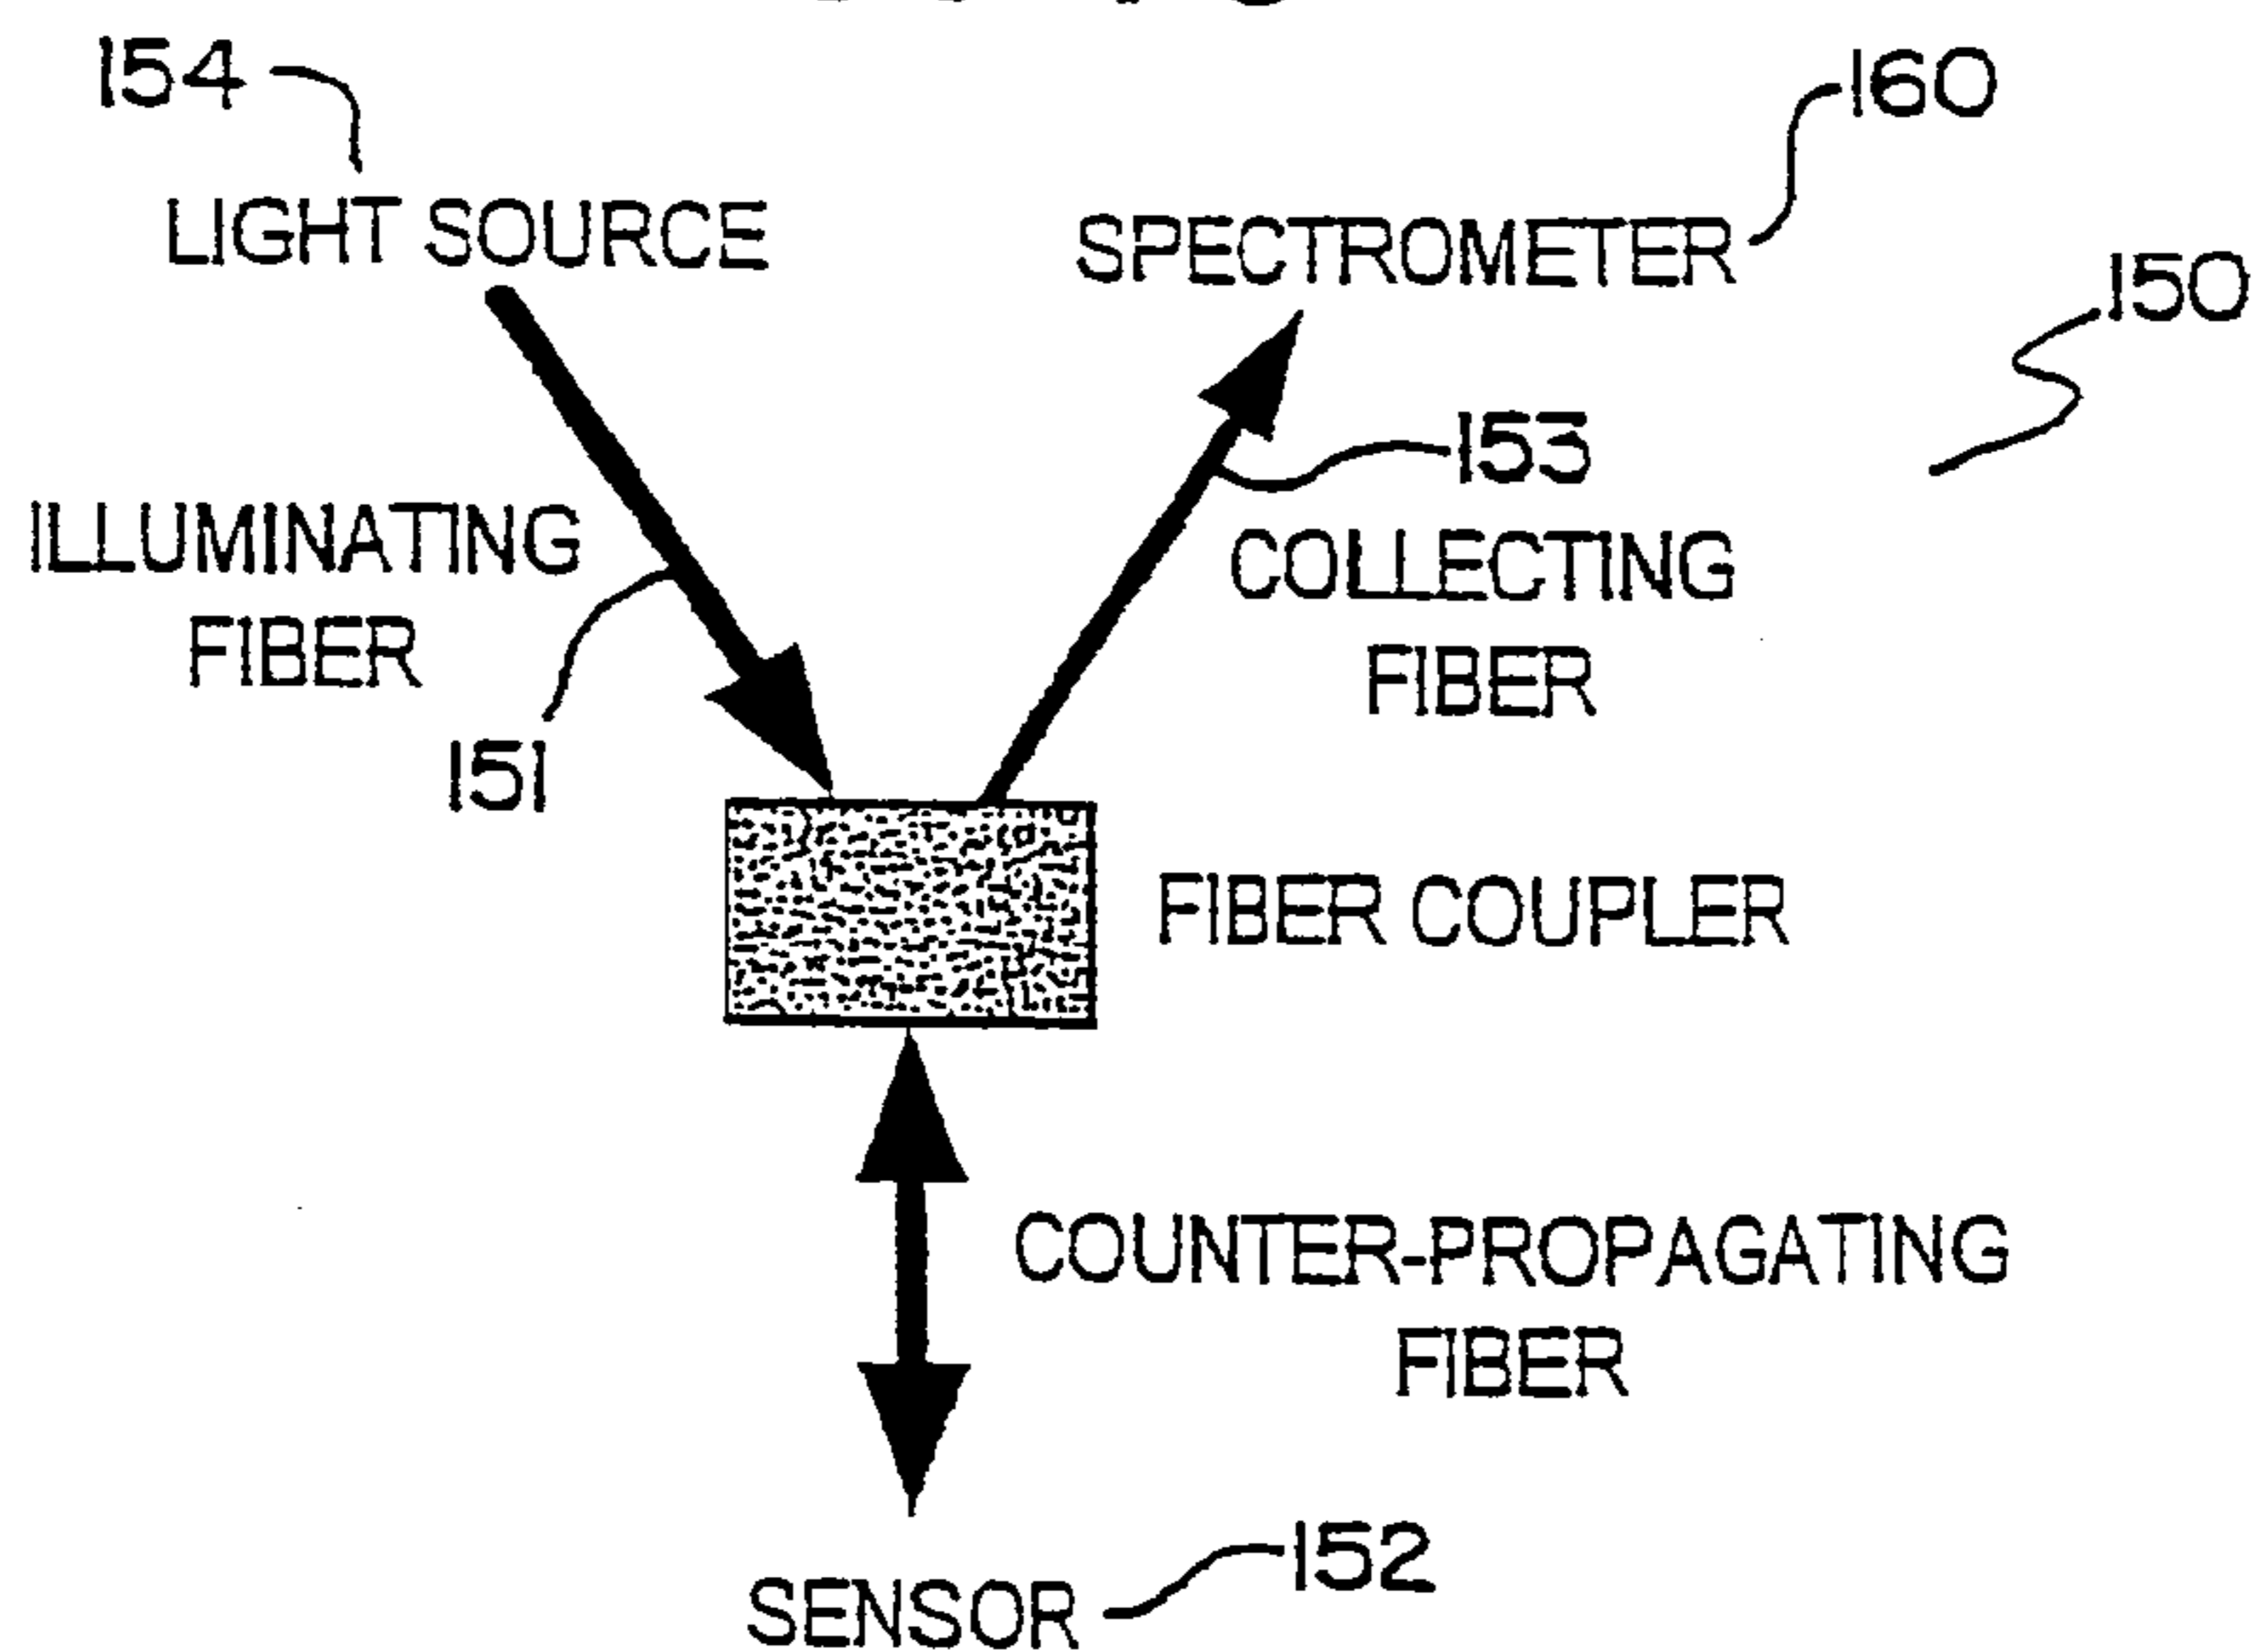 154
160
LIGHT SOURCE
SPECTROMETER
150
153
ILLUMINATING
FIBER
COLLECTING
FIBER
151
FIBER COUPLER
COUNTER-PROPAGATING
FIBER
152
SENSOR